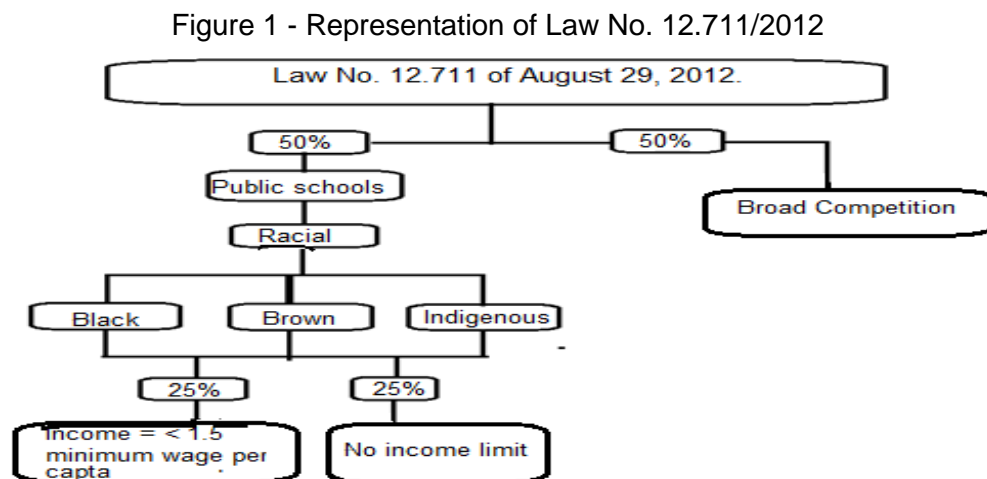 Figure 1 - Representation of Law No. 12.711/2012
Law No. 12.711 of August 29, 2012.
50%
50%
Public schools
Broad Competition
Racial
Black
Brown
Indigenous
25%
25%
Income = < 1.5
minimum wage per
capta
No income limit